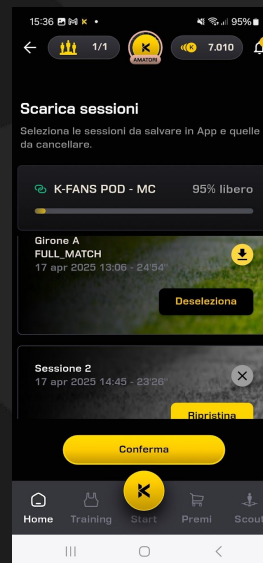 15:36 95%
1/1 K 7.010
AMATORI
Scarica sessioni
Seleziona le sessioni da salvare in App e quelle
da cancellare.
K-FANS POD - MC 95% libero
Girone A
FULL_MATCH
17 apr 2025 13:06 - 24'54"
Deseleziona
Sessione 2
17 apr 2025 14:45 - 23'26"
Ripristina
Conferma
Home Training Start Premi Scout